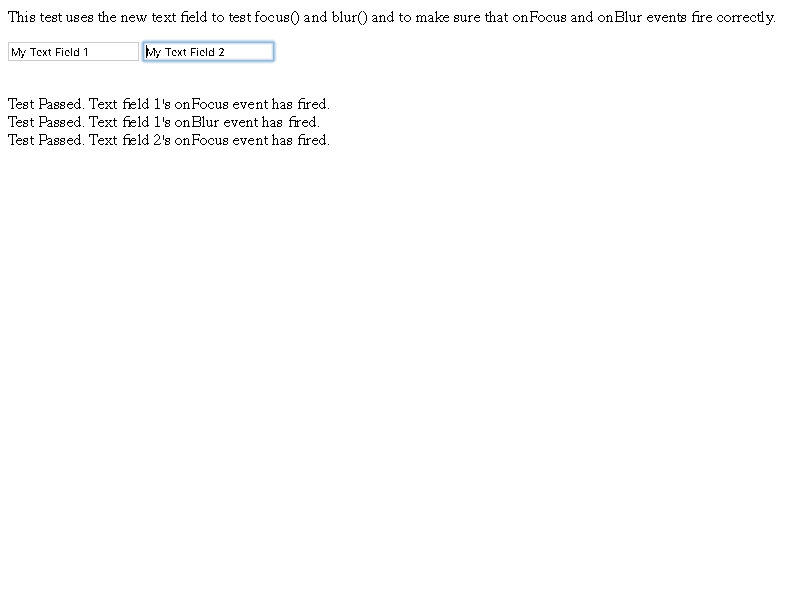 This test uses the new text field to test focus() and blur() and to make sure that onFocus and onBlur events fire correctly.
My Text Field 1 My Text Field 2
Test Passed. Text field 1's onFocus event has fired.
Test Passed. Text field 1's onBlur event has fired.
Test Passed. Text field 2's onFocus event has fired.